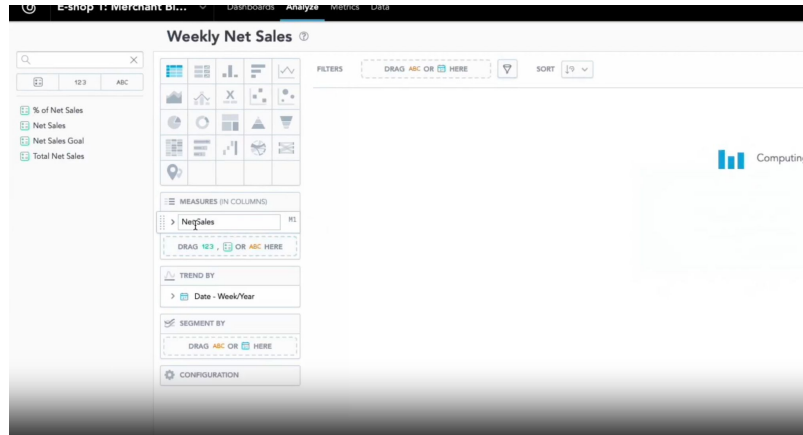 E-shop 1: Merchant Bi... Dashboards Analyze Metrics Data
Weekly Net Sales
FILTERS DRAG ABC OR HERE SORT
123 ABC
% of Net Sales
Net Sales
Net Sales Goal
Total Net Sales
Computing
MEASURES (IN COLUMNS)
Net Sales M1
DRAG 123 , OR ABC HERE
TREND BY
Date - Week/Year
SEGMENT BY
DRAG ABC OR HERE
CONFIGURATION